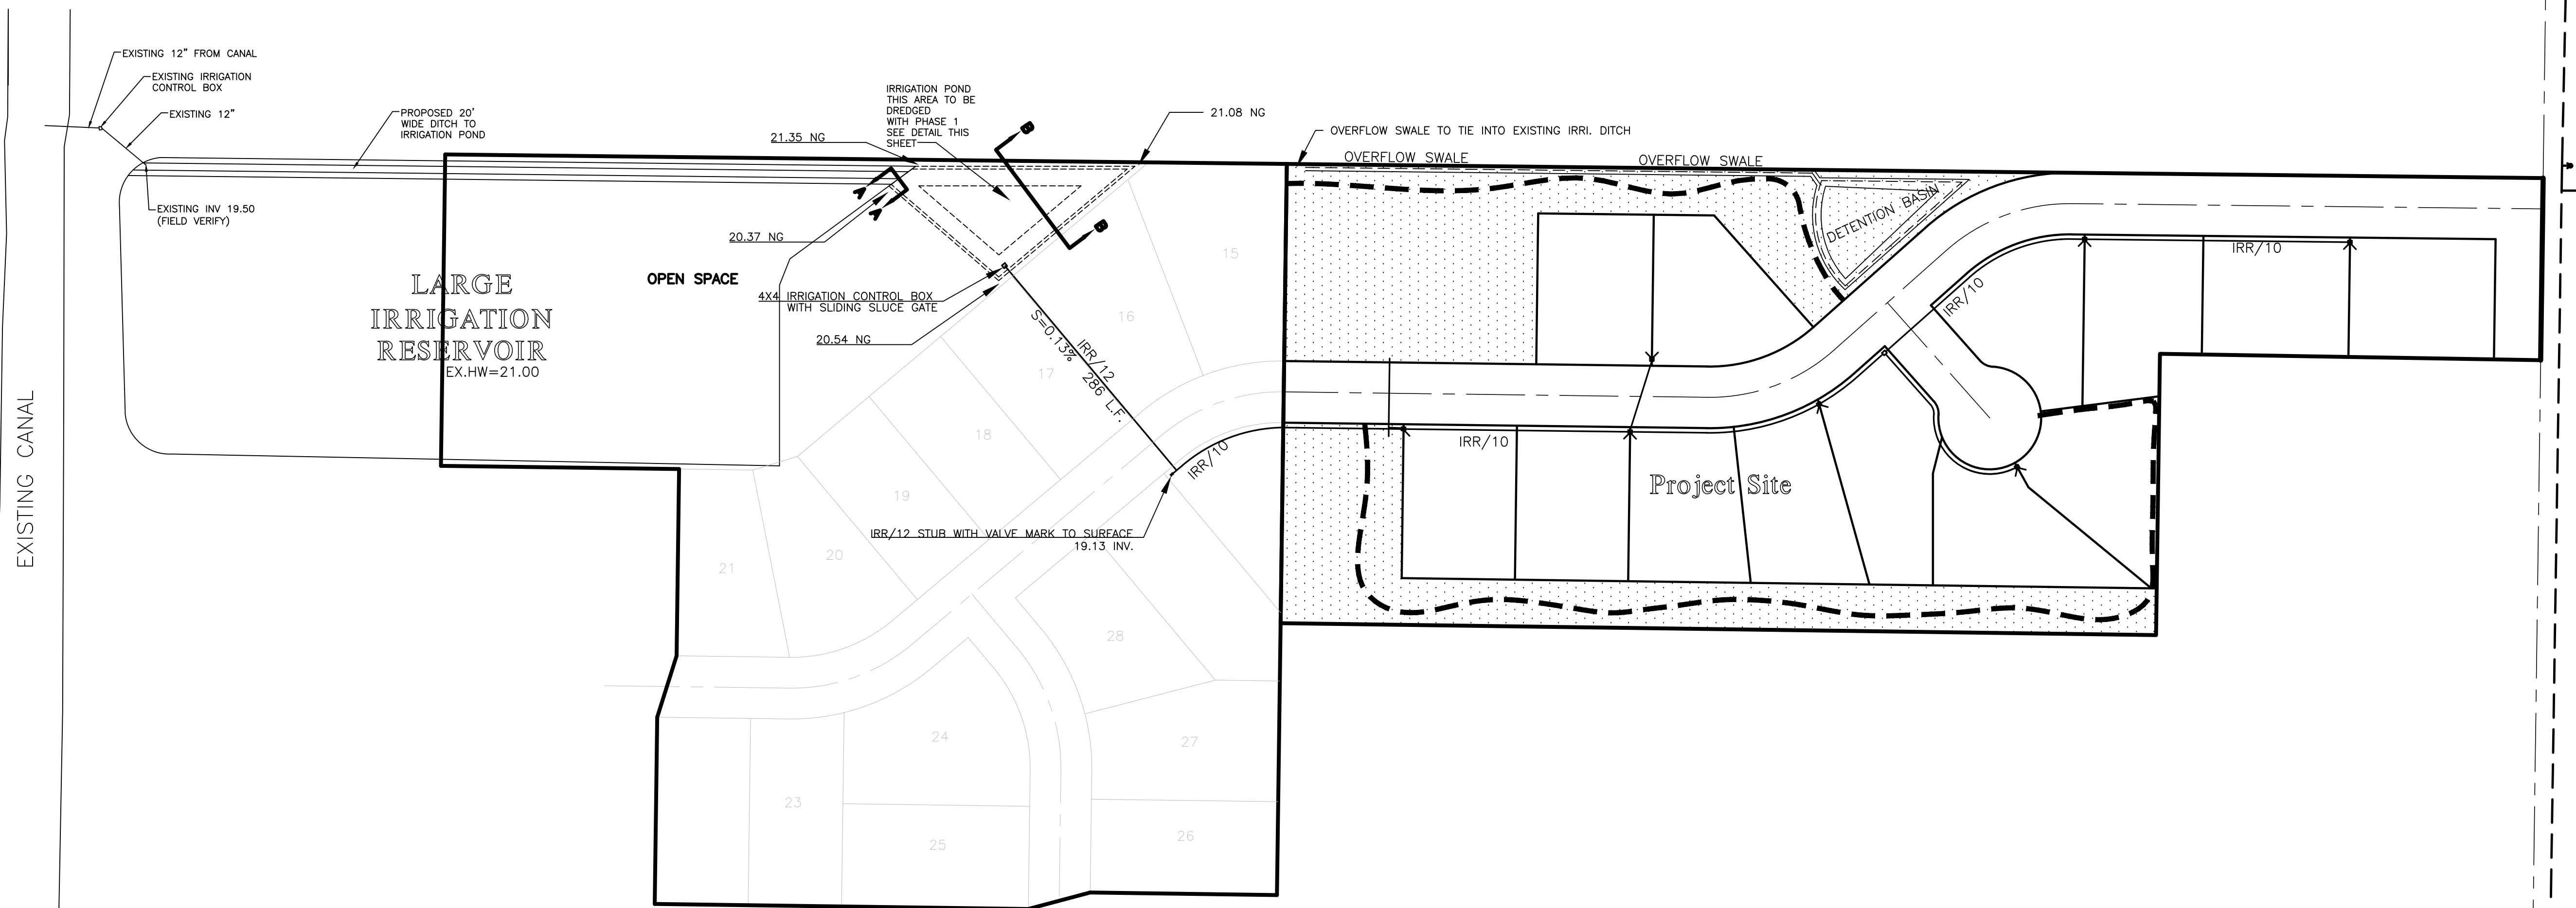 EXISTING 12" FROM CANAL
EXISTING IRRIGATION
CONTROL BOX
EXISTING 12"
PROPOSED 20'
WIDE DITCH TO
IRRIGATION POND
EXISTING INV 19.50
(FIELD VERIFY)
LARGE
IRRIGATION
RESERVOIR
EX.HW=21.00
EXISTING CANAL
OPEN SPACE
IRRIGATION POND
THIS AREA TO BE
DREDGED
WITH PHASE 1
SEE DETAIL THIS
SHEET
21.35 NG
21.08 NG
B
B
A
A
20.37 NG
4X4 IRRIGATION CONTROL BOX
WITH SLIDING SLUCE GATE
20.54 NG
IRR/12
S=0.13% 286 L.F.
IRR/10
IRR/12 STUB WITH VALVE MARK TO SURFACE
19.13 INV.
15
16
17
18
19
20
21
23
24
25
26
27
28
OVERFLOW SWALE TO TIE INTO EXISTING IRRI. DITCH
OVERFLOW SWALE
OVERFLOW SWALE
DETENTION BASIN
IRR/10
IRR/10
IRR/10
Project Site